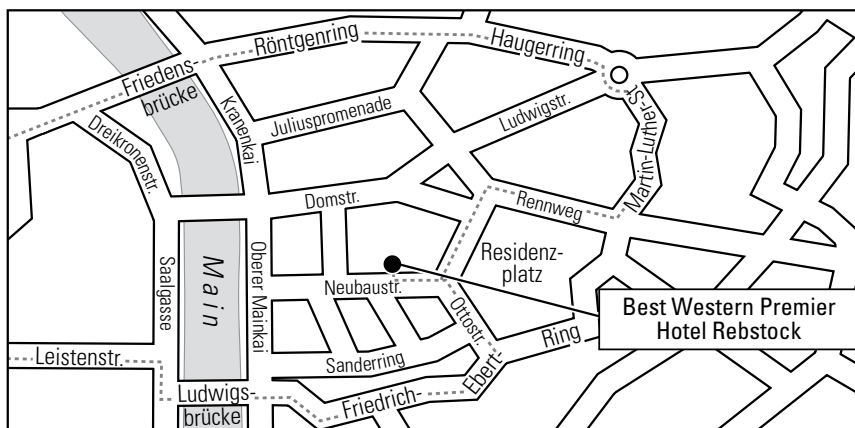 Röntgenring
Haugerring
Friedens-
brücke
Kranenkai
Juliuspromenade
Ludwigstr.
Martin-Luther-St.
Dreikronenstr.
Domstr.
Rennweg
Residenz-
platz
Saalgasse
Main
Oberer Mainkai
Neubaustr.
Ottostr.
Best Western Premier
Hotel Rebstock
Leistenstr.
Sanderring
Ludwigs-
brücke
Friedrich-
Ebert-
Ring